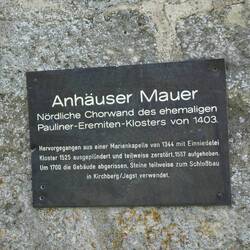 Anhäuser Mauer
Nördliche Chorwand des ehemaligen
Pauliner-Eremiten-Klosters von 1403.
Hervorgegangen aus einer Marienkapelle von 1344 mit Einsiedelei
Kloster 1525 ausgeplündert und teilweise zerstört, 1557 aufgehoben.
Um 1700 die Gebäude abgerissen, Steine teilweise zum Schloßbau
in Kirchberg/Jagst verwendet.